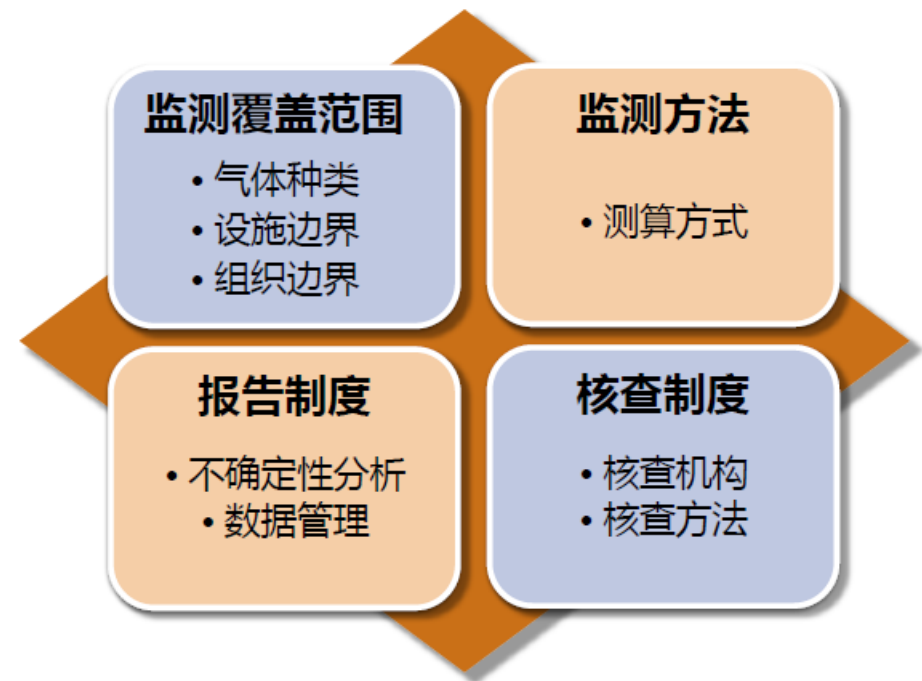 监测覆盖范围
• 气体种类
• 设施边界
• 组织边界
监测方法
• 测算方式
报告制度
• 不确定性分析
• 数据管理
核查制度
• 核查机构
• 核查方法